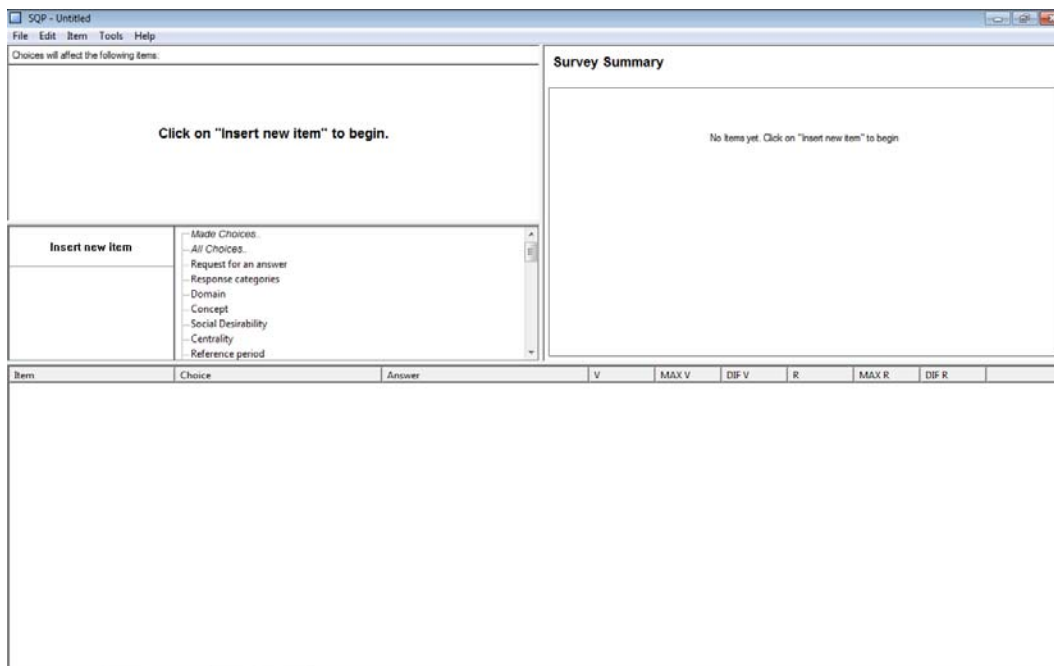 SQP - Untitled
File Edit Item Tools Help
Choices will affect the following items:
Click on "Insert new item" to begin.
Survey Summary
No items yet. Click on "Insert new item" to begin
Insert new item
Made Choices..
All Choices..
Request for an answer
Response categories
Domain
Concept
Social Desirability
Centrality
Reference period
Item Choice Answer V MAX V DIF V R MAX R DIF R